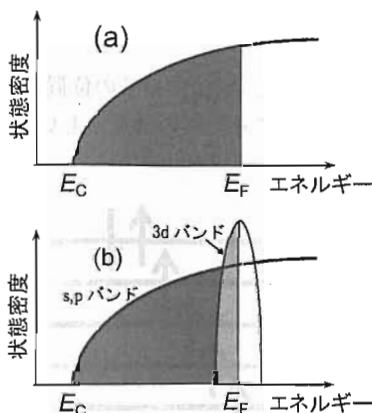 (a)
状態密度
E_C
E_F
エネルギー
(b)
3d バンド
s,p バンド
状態密度
E_C
E_F
エネルギー